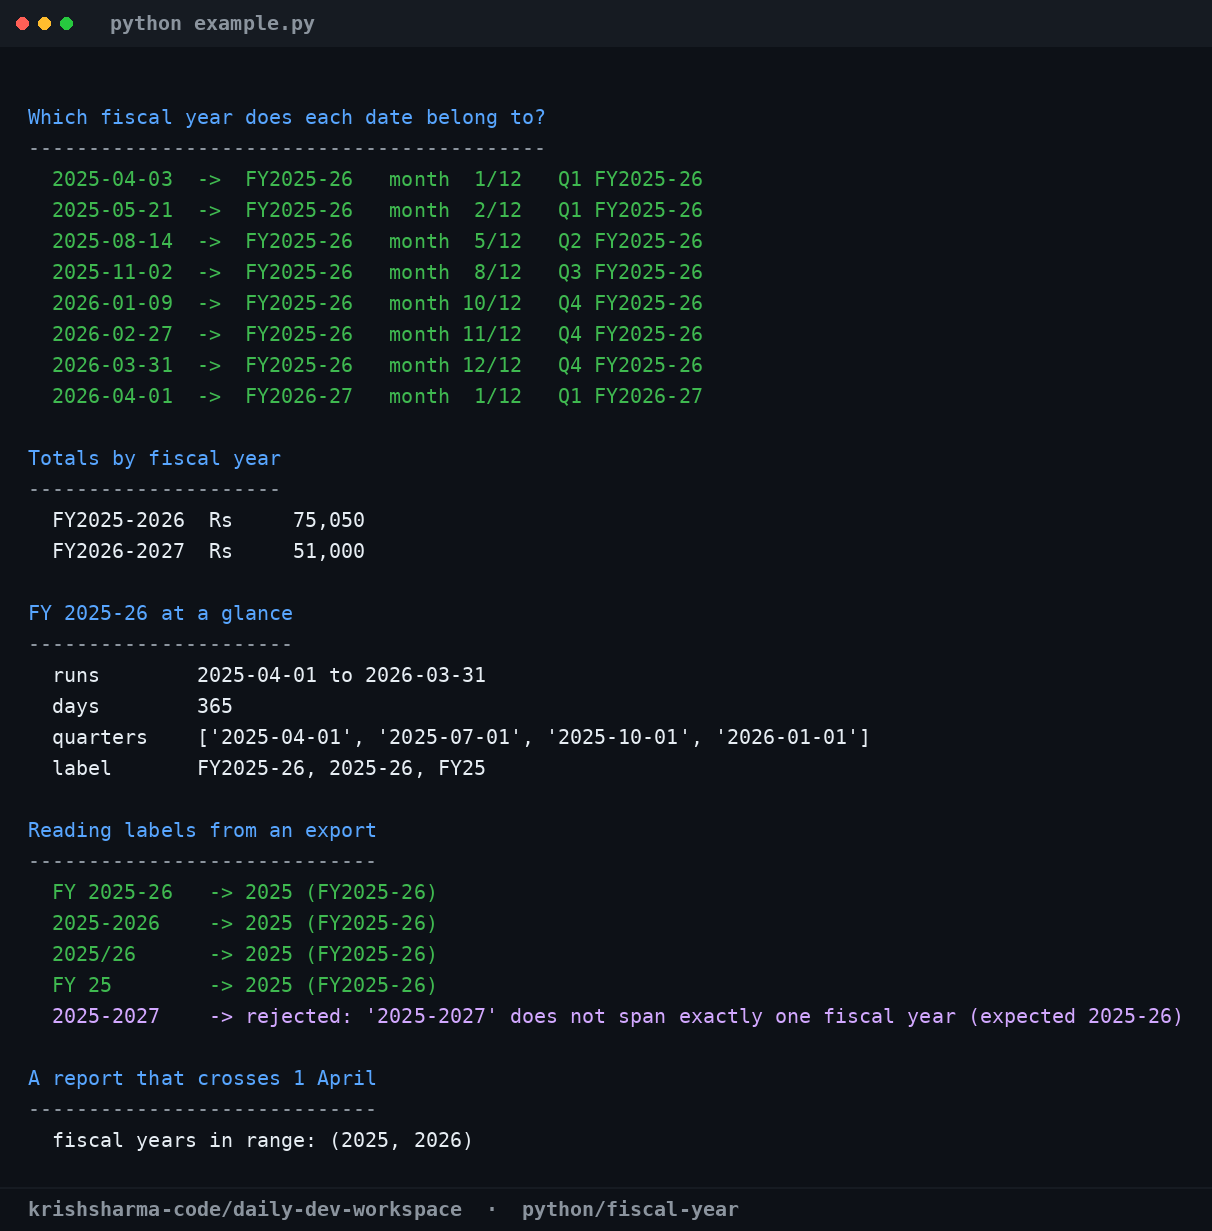 python example.py
Which fiscal year does each date belong to?
-------------------------------------------
2025-04-03  ->  FY2025-26   month  1/12   Q1 FY2025-26
2025-05-21  ->  FY2025-26   month  2/12   Q1 FY2025-26
2025-08-14  ->  FY2025-26   month  5/12   Q2 FY2025-26
2025-11-02  ->  FY2025-26   month  8/12   Q3 FY2025-26
2026-01-09  ->  FY2025-26   month 10/12   Q4 FY2025-26
2026-02-27  ->  FY2025-26   month 11/12   Q4 FY2025-26
2026-03-31  ->  FY2025-26   month 12/12   Q4 FY2025-26
2026-04-01  ->  FY2026-27   month  1/12   Q1 FY2026-27
Totals by fiscal year
---------------------
FY2025-2026  Rs     75,050
FY2026-2027  Rs     51,000
FY 2025-26 at a glance
----------------------
runs        2025-04-01 to 2026-03-31
days        365
quarters    ['2025-04-01', '2025-07-01', '2025-10-01', '2026-01-01']
label       FY2025-26, 2025-26, FY25
Reading labels from an export
-----------------------------
FY 2025-26   -> 2025 (FY2025-26)
2025-2026    -> 2025 (FY2025-26)
2025/26      -> 2025 (FY2025-26)
FY 25        -> 2025 (FY2025-26)
2025-2027    -> rejected: '2025-2027' does not span exactly one fiscal year (expected 2025-26)
A report that crosses 1 April
-----------------------------
fiscal years in range: (2025, 2026)
krishsharma-code/daily-dev-workspace  ·  python/fiscal-year